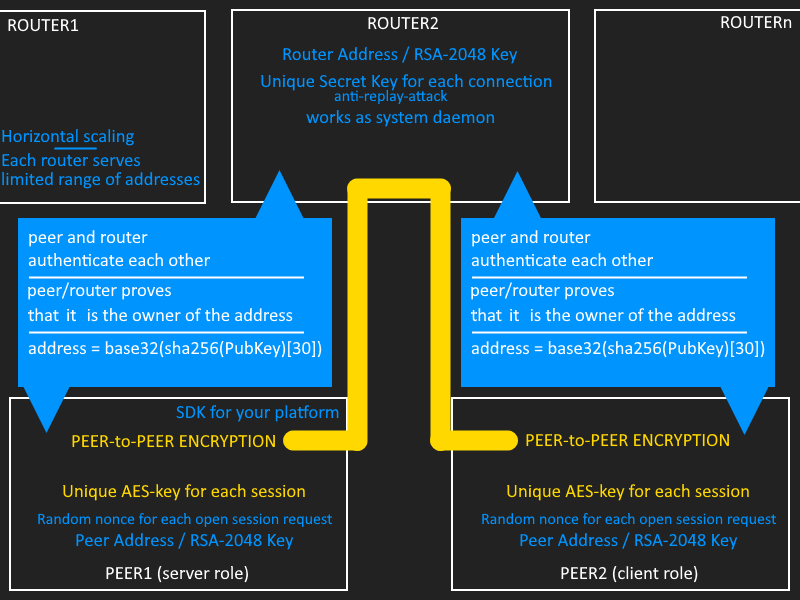 ROUTER1
Horizontal scaling
Each router serves
limited range of addresses
ROUTER2
Router Address / RSA-2048 Key
Unique Secret Key for each connection
anti-replay-attack
works as system daemon
ROUTERn
peer and router
authenticate each other
peer/router proves
that it is the owner of the address
address = base32(sha256(PubKey)[30])
peer and router
authenticate each other
peer/router proves
that it is the owner of the address
address = base32(sha256(PubKey)[30])
SDK for your platform
PEER-to-PEER ENCRYPTION
Unique AES-key for each session
Random nonce for each open session request
Peer Address / RSA-2048 Key
PEER1 (server role)
PEER-to-PEER ENCRYPTION
Unique AES-key for each session
Random nonce for each open session request
Peer Address / RSA-2048 Key
PEER2 (client role)